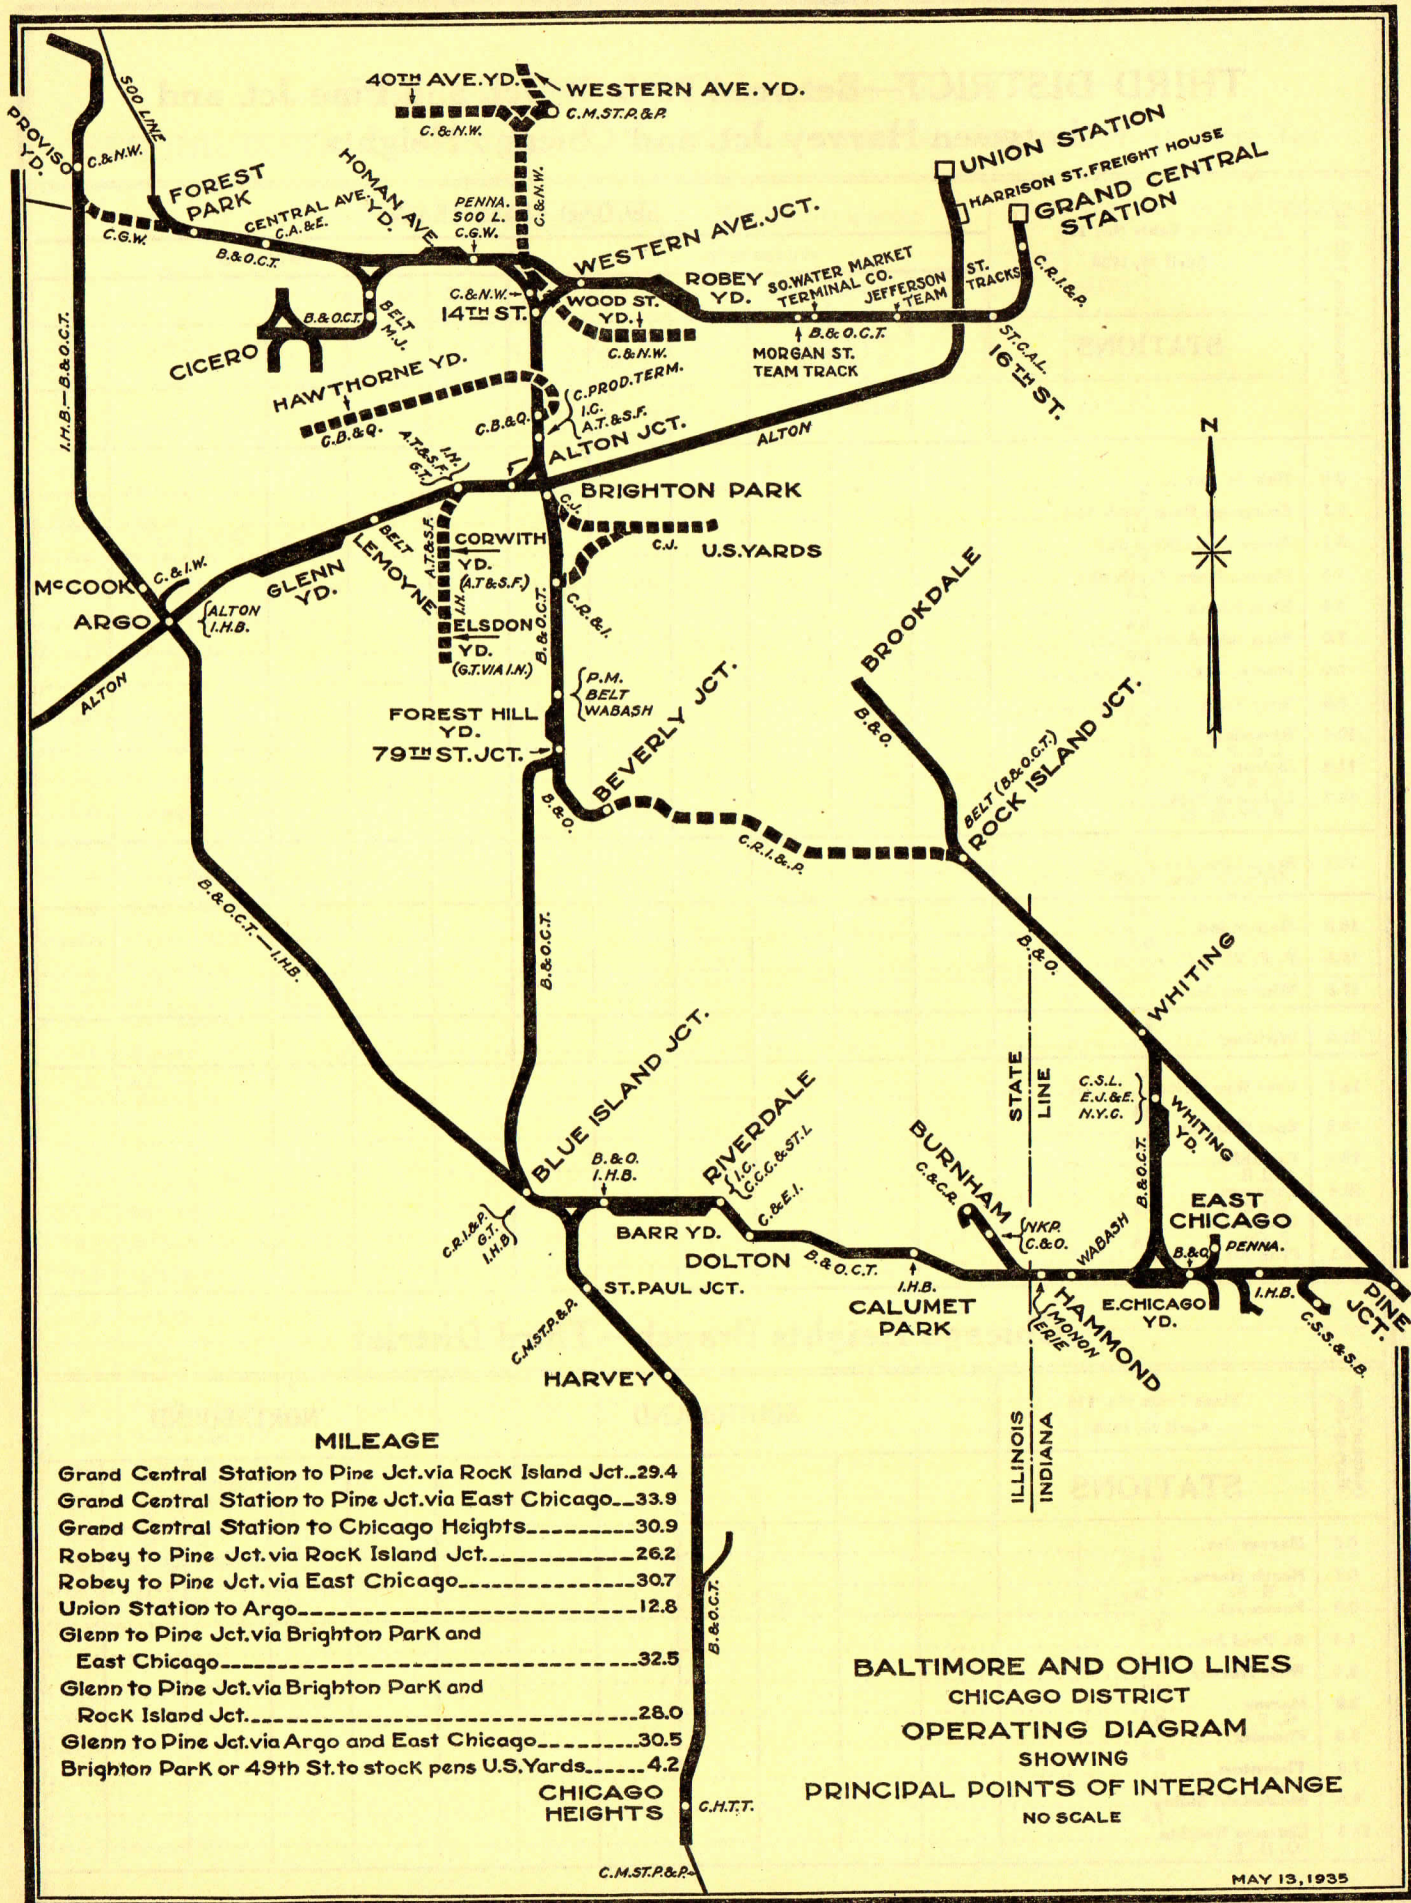 40TH AVE. YD.
WESTERN AVE. YD.
C.M.ST.P.&P.
C.& N.W.
SOO LINE
PROVISO
YD.
C.& N.W.
FOREST
PARK
C.G.W.
CENTRAL AVE.
C.A.&E.
B.& O.C.T.
HOMAN AVE.
YD.
PENNA.
SOO L.
C.G.W.
C.& N.W.
WESTERN AVE. JCT.
UNION STATION
HARRISON ST. FREIGHT HOUSE
GRAND CENTRAL
STATION
C.R.I.& P.
ROBEY
YD.
SO. WATER MARKET
TERMINAL CO.
JEFFERSON ST.
TEAM TRACKS
B.& O.C.T.
MORGAN ST.
TEAM TRACK
ST.C.A.L.
16TH ST.
C.& N.W.
14TH ST.
WOOD ST.
YD.
C.& N.W.
B.& O.C.T.
BELT
M.J.
CICERO
HAWTHORNE YD.
C.B.& Q.
C.B.& Q.
C.PROD.TERM.
I.C.
A.T.& S.F.
ALTON JCT.
ALTON
I.H.B.—B.& O.C.T.
I.N.
A.T.& S.F.
G.T.
BRIGHTON PARK
C.J.
C.J.
U.S. YARDS
BELT
LEMOYNE
GLENN
YD.
A.T.& S.F.
I.N.
CORWITH
YD.
(A.T.& S.F.)
ELSDON
YD.
(G.T. VIA I.N.)
B.& O.C.T.
C.R.& I.
McCOOK
C.& I.W.
ARGO
ALTON
I.H.B.
ALTON
P.M.
BELT
WABASH
FOREST HILL
YD.
79TH ST. JCT.
B.& O.
BEVERLY JCT.
C.R.I.& P.
BROOKDALE
B.& O.
BELT (B.& O.C.T.)
ROCK ISLAND JCT.
N
B.& O.
B.& O.C.T.—I.H.B.
B.& O.C.T.
WHITING
STATE LINE
C.S.L.
E.J.& E.
N.Y.C.
WHITING
YD.
B.& O.C.T.
BLUE ISLAND JCT.
B.& O.
I.H.B.
C.R.I.& P.
G.T.
I.H.B.
BARR YD.
RIVERDALE
I.C.
C.C.C.& ST.L
C.& E.I.
DOLTON
B.& O.C.T.
I.H.B.
CALUMET
PARK
BURNHAM
C.& C.R.
NKP.
C.& O.
WABASH
HAMMOND
MONON
ERIE
EAST
CHICAGO
B.& O.
PENNA.
E. CHICAGO
YD.
I.H.B.
C.S.S.& S.B.
PINE
JCT.
ST. PAUL JCT.
C.M.ST.P.& P.
HARVEY
ILLINOIS
INDIANA
B.& O.C.T.
MILEAGE
Grand Central Station to Pine Jct. via Rock Island Jct. 29.4
Grand Central Station to Pine Jct. via East Chicago 33.9
Grand Central Station to Chicago Heights 30.9
Robey to Pine Jct. via Rock Island Jct. 26.2
Robey to Pine Jct. via East Chicago 30.7
Union Station to Argo 12.8
Glenn to Pine Jct. via Brighton Park and
East Chicago 32.5
Glenn to Pine Jct. via Brighton Park and
Rock Island Jct. 28.0
Glenn to Pine Jct. via Argo and East Chicago 30.5
Brighton Park or 49th St. to stock pens U.S. Yards 4.2
CHICAGO
HEIGHTS
C.H.T.T.
C.M.ST.P.& P.
BALTIMORE AND OHIO LINES
CHICAGO DISTRICT
OPERATING DIAGRAM
SHOWING
PRINCIPAL POINTS OF INTERCHANGE
NO SCALE
MAY 13, 1935